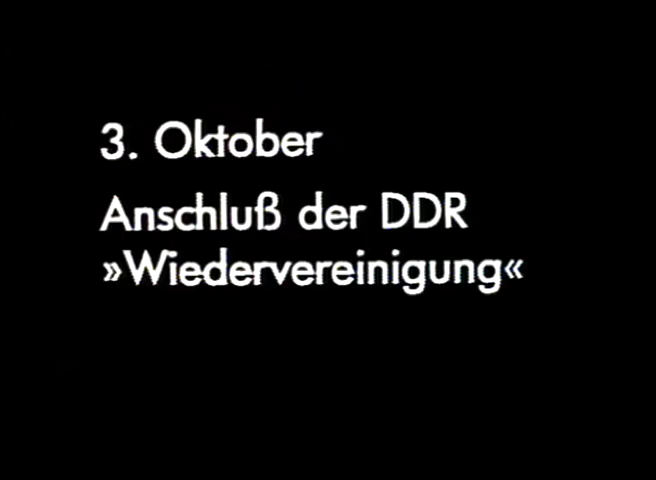 3. Oktober
Anschluß der DDR
»Wiedervereinigung«